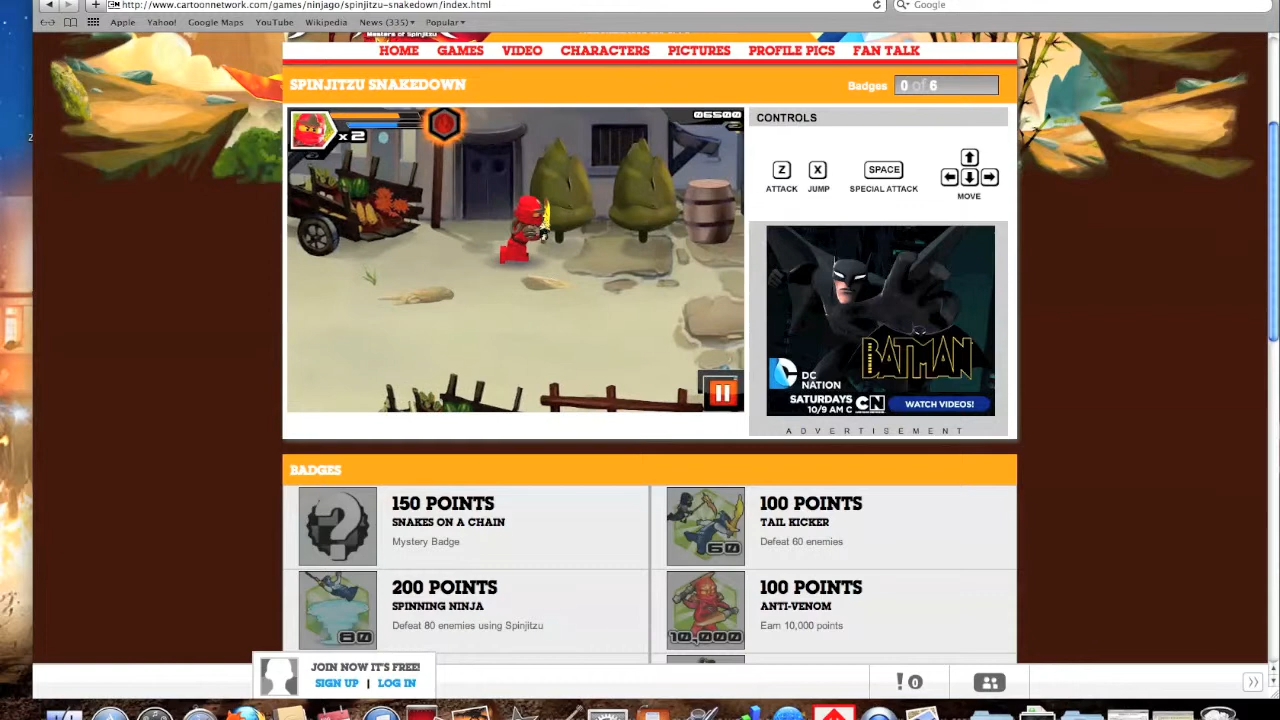 http://www.cartoonnetwork.com/games/ninjago/spinjitzu-snakedown/index.html
Google
Apple Yahoo! Google Maps YouTube Wikipedia News (335) Popular
Masters of Spinjitzu
HOME GAMES VIDEO CHARACTERS PICTURES PROFILE PICS FAN TALK
SPINJITZU SNAKEDOWN
Badges 0 of 6
x2
06500
CONTROLS
Z X SPACE
ATTACK JUMP SPECIAL ATTACK MOVE
BATMAN
DC NATION
SATURDAYS
10/9 AM C CN
WATCH VIDEOS!
ADVERTISEMENT
BADGES
150 POINTS
SNAKES ON A CHAIN
Mystery Badge
?
100 POINTS
TAIL KICKER
Defeat 60 enemies
60
200 POINTS
SPINNING NINJA
Defeat 80 enemies using Spinjitzu
80
100 POINTS
ANTI-VENOM
Earn 10,000 points
10,000
JOIN NOW IT'S FREE!
SIGN UP | LOG IN
! 0